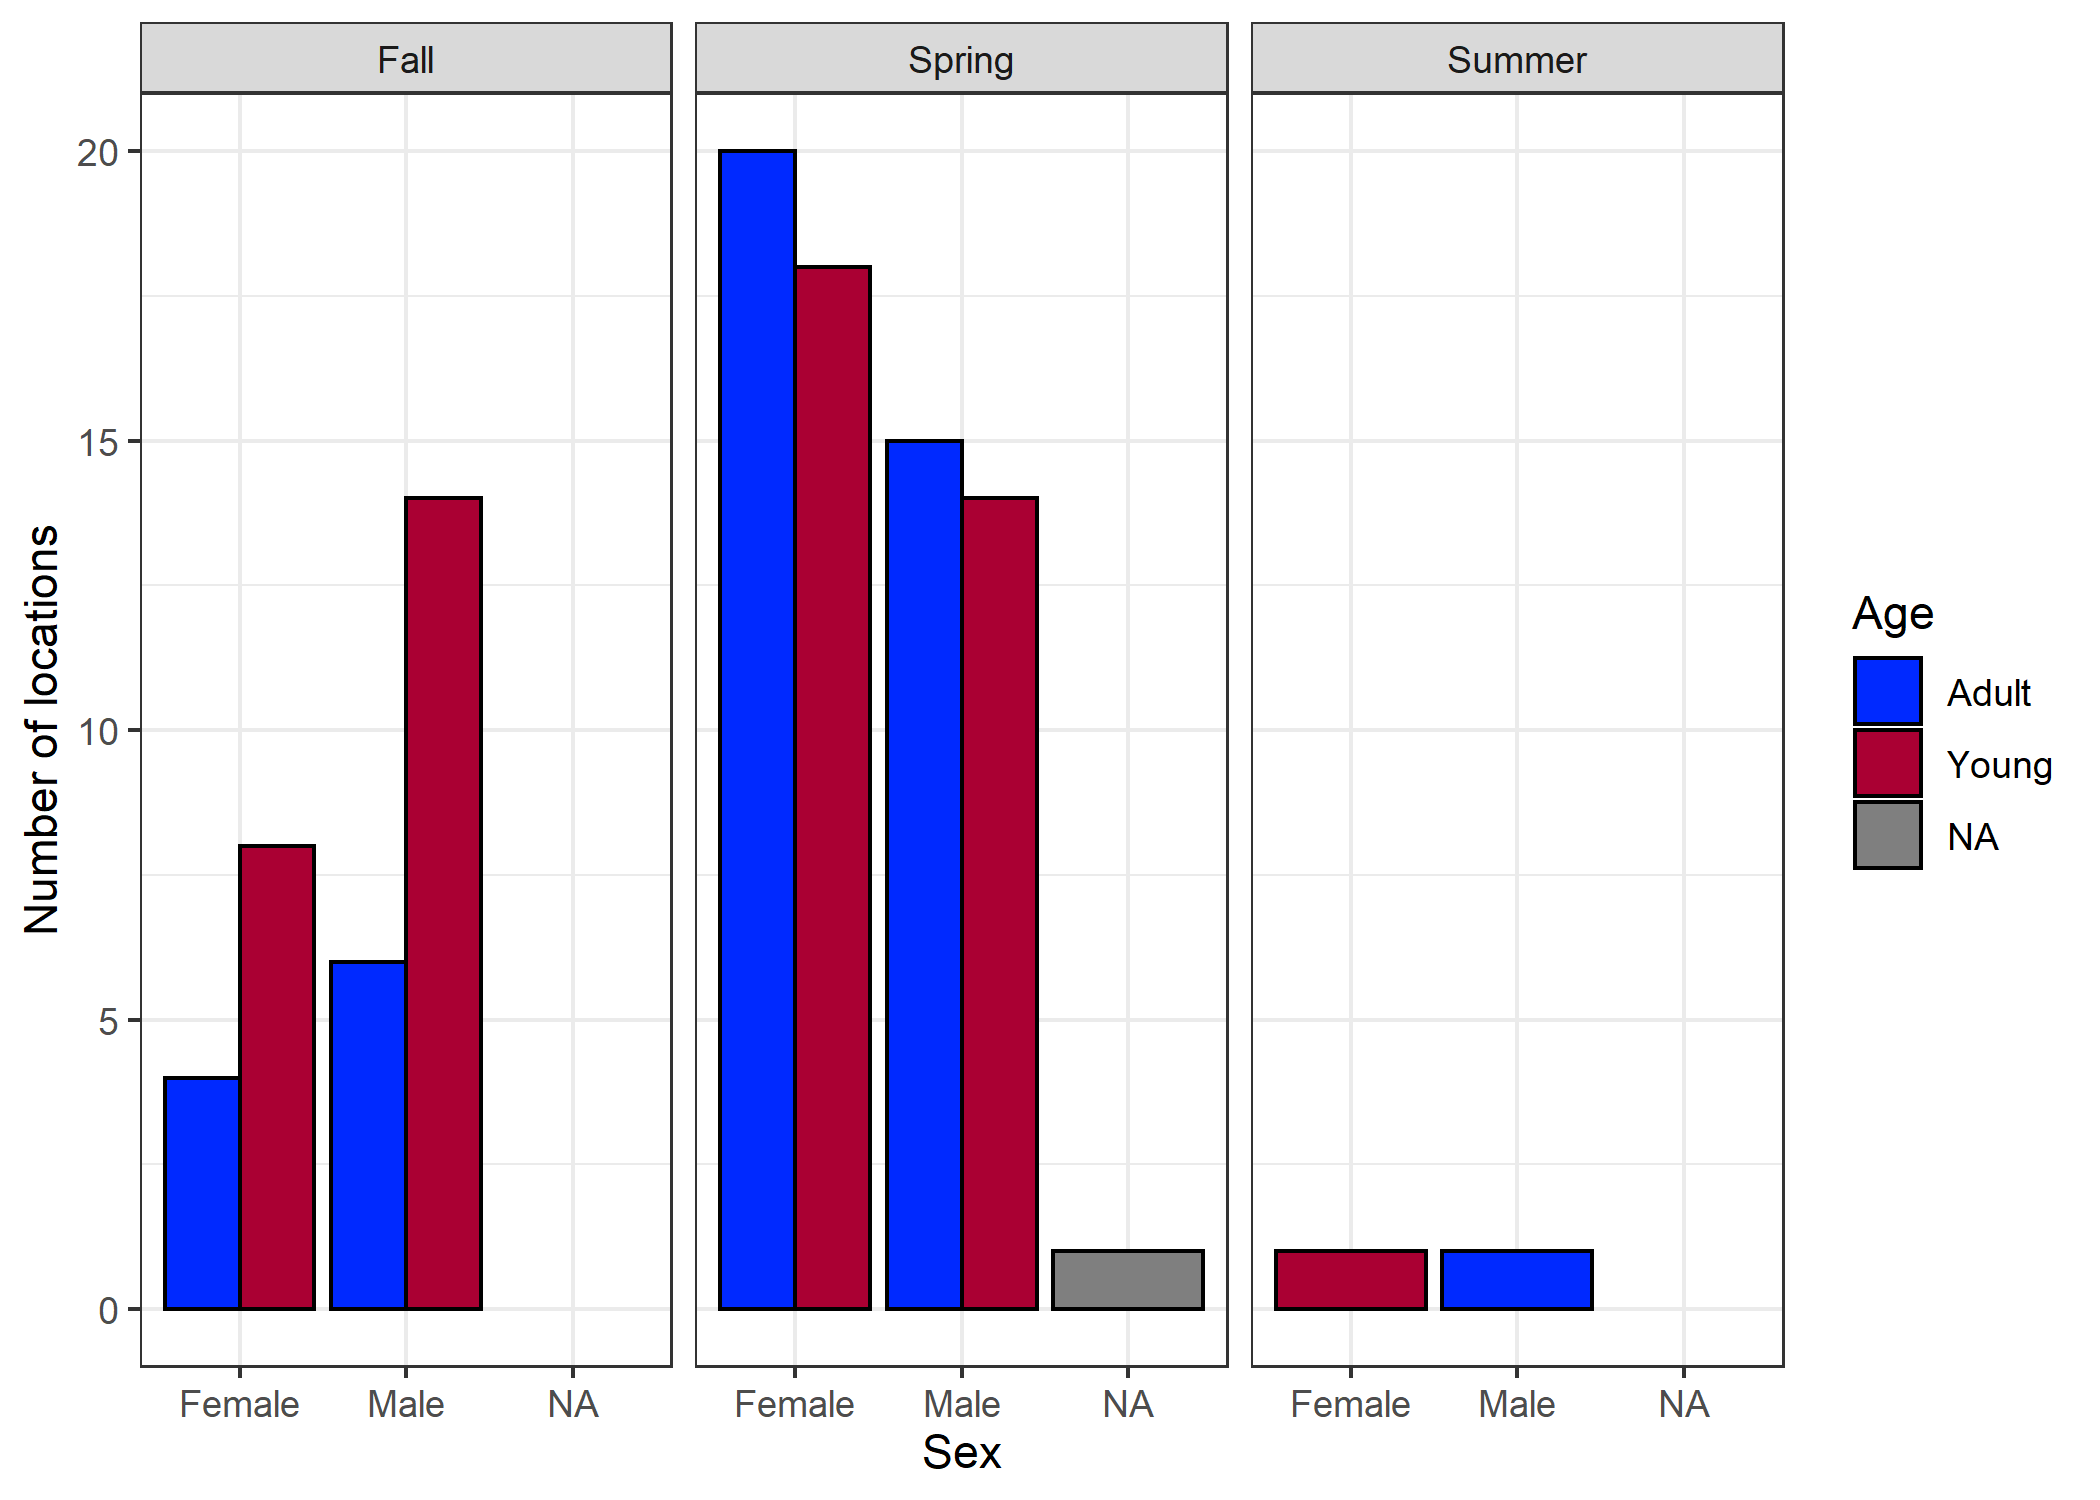 Fall Spring Summer
20
15
10
5
0
Number of locations
Female Male NA Female Male NA Female Male NA
Sex
Age
Adult
Young
NA